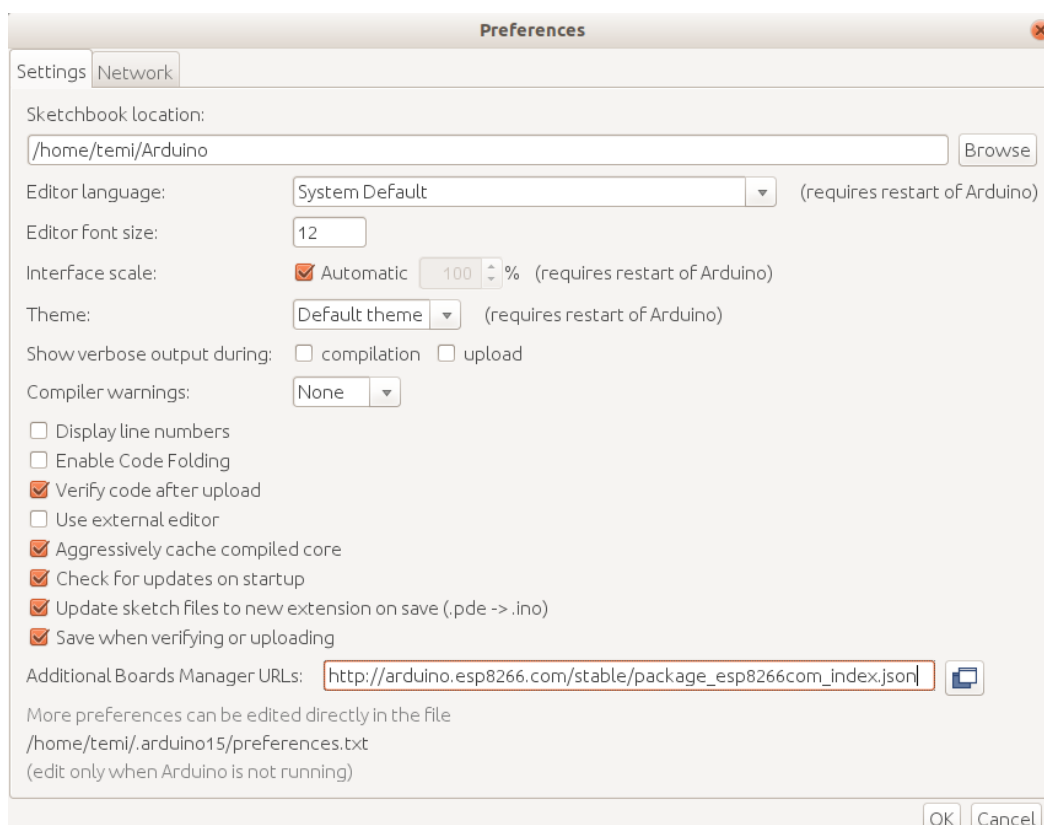 Preferences
Settings Network
Sketchbook location:
/home/temi/Arduino Browse
Editor language: System Default (requires restart of Arduino)
Editor font size: 12
Interface scale: Automatic 100 % (requires restart of Arduino)
Theme: Default theme (requires restart of Arduino)
Show verbose output during: compilation upload
Compiler warnings: None
Display line numbers
Enable Code Folding
Verify code after upload
Use external editor
Aggressively cache compiled core
Check for updates on startup
Update sketch files to new extension on save (.pde -> .ino)
Save when verifying or uploading
Additional Boards Manager URLs: http://arduino.esp8266.com/stable/package_esp8266com_index.json
More preferences can be edited directly in the file
/home/temi/.arduino15/preferences.txt
(edit only when Arduino is not running)
OK Cancel